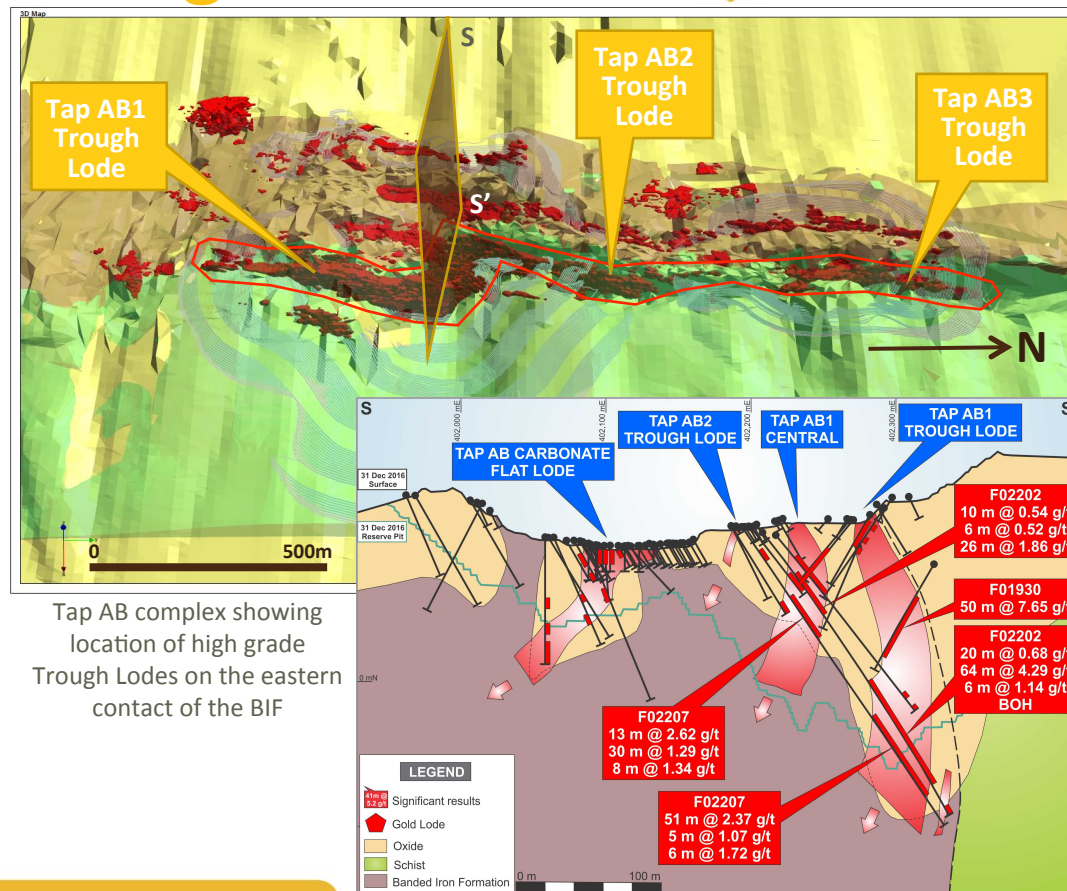 3D Map
S
Tap AB1
Trough
Lode
Tap AB2
Trough
Lode
Tap AB3
Trough
Lode
S'
N
0
500m
Tap AB complex showing
location of high grade
Trough Lodes on the eastern
contact of the BIF
S
402,000 mE
402,100 mE
402,200 mE
402,300 mE
TAP AB CARBONATE
FLAT LODE
TAP AB2
TROUGH LODE
TAP AB1
CENTRAL
TAP AB1
TROUGH LODE
31 Dec 2016
Surface
31 Dec 2016
Reserve Pit
0 mN
F02202
10 m @ 0.54 g/t
6 m @ 0.52 g/t
26 m @ 1.86 g/t
F01930
50 m @ 7.65 g/t
F02202
20 m @ 0.68 g/t
64 m @ 4.29 g/t
6 m @ 1.14 g/t
BOH
F02207
13 m @ 2.62 g/t
30 m @ 1.29 g/t
8 m @ 1.34 g/t
F02207
51 m @ 2.37 g/t
5 m @ 1.07 g/t
6 m @ 1.72 g/t
LEGEND
41m @
5.2 g/t
Significant results
Gold Lode
Oxide
Schist
Banded Iron Formation
0 m
100 m